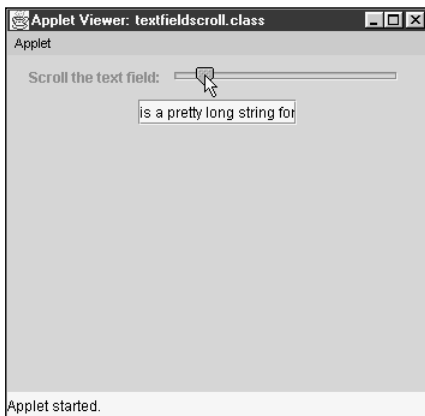 Applet Viewer: textfieldscroll.class
Applet
Scroll the text field:
is a pretty long string for
Applet started.